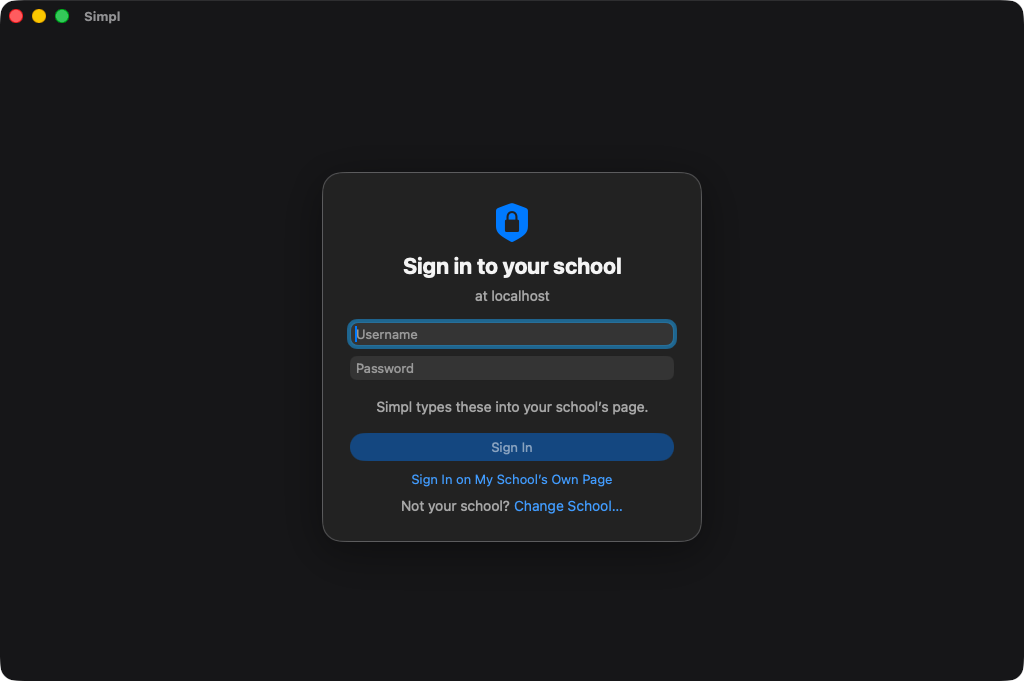 Simpl
Sign in to your school
at localhost
Username
Password
Simpl types these into your school’s page.
Sign In
Sign In on My School’s Own Page
Not your school? Change School…